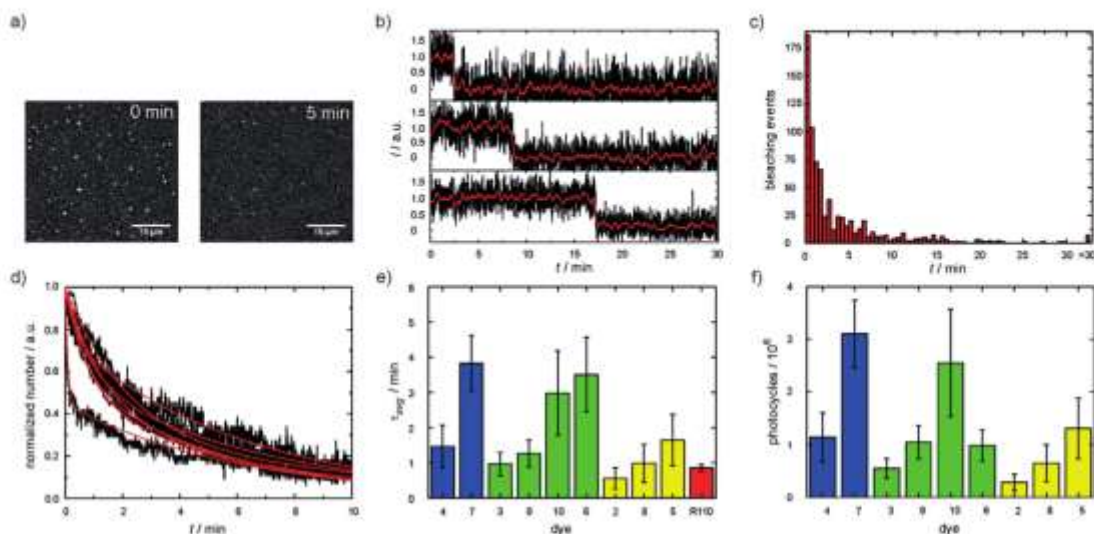 a)
0 min
5 min
15 µm
15 µm
b)
1.5
1.0
0.5
0
1.5
1.0
0.5
0
1.5
1.0
0.5
0
I / a.u.
0 5 10 15 20 25 30
t / min
c)
175
150
125
100
75
50
25
0
bleaching events
0 5 10 15 20 25
t / min
d)
1.0
0.8
0.6
0.4
0.2
0.0
normalized number / a.u.
0 2 4 6 8 10
t / min
e)
5
4
3
2
1
0
τavg / min
4 7 3 9 10 6 2 8 5 R110
dye
f)
4
3
2
1
0
photocycles / 10⁶
4 7 3 9 10 6 2 8 5
dye